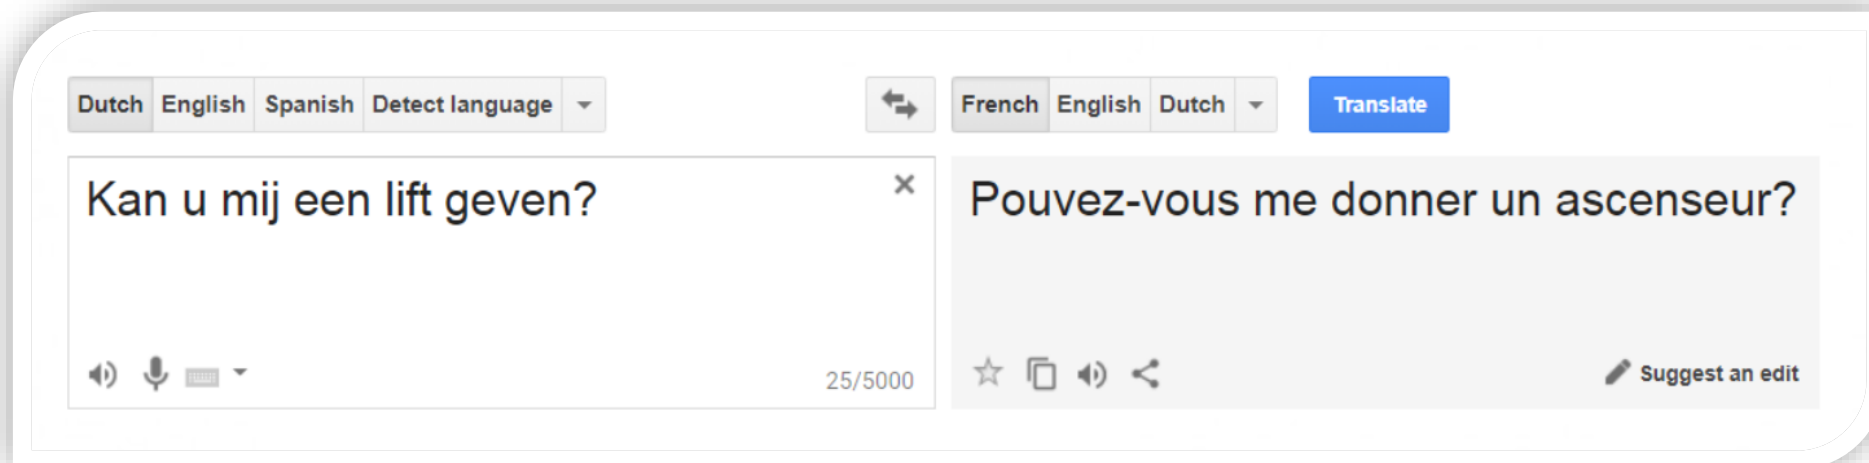 Dutch English Spanish Detect language
French English Dutch Translate
Kan u mij een lift geven?
Pouvez-vous me donner un ascenseur?
25/5000
Suggest an edit